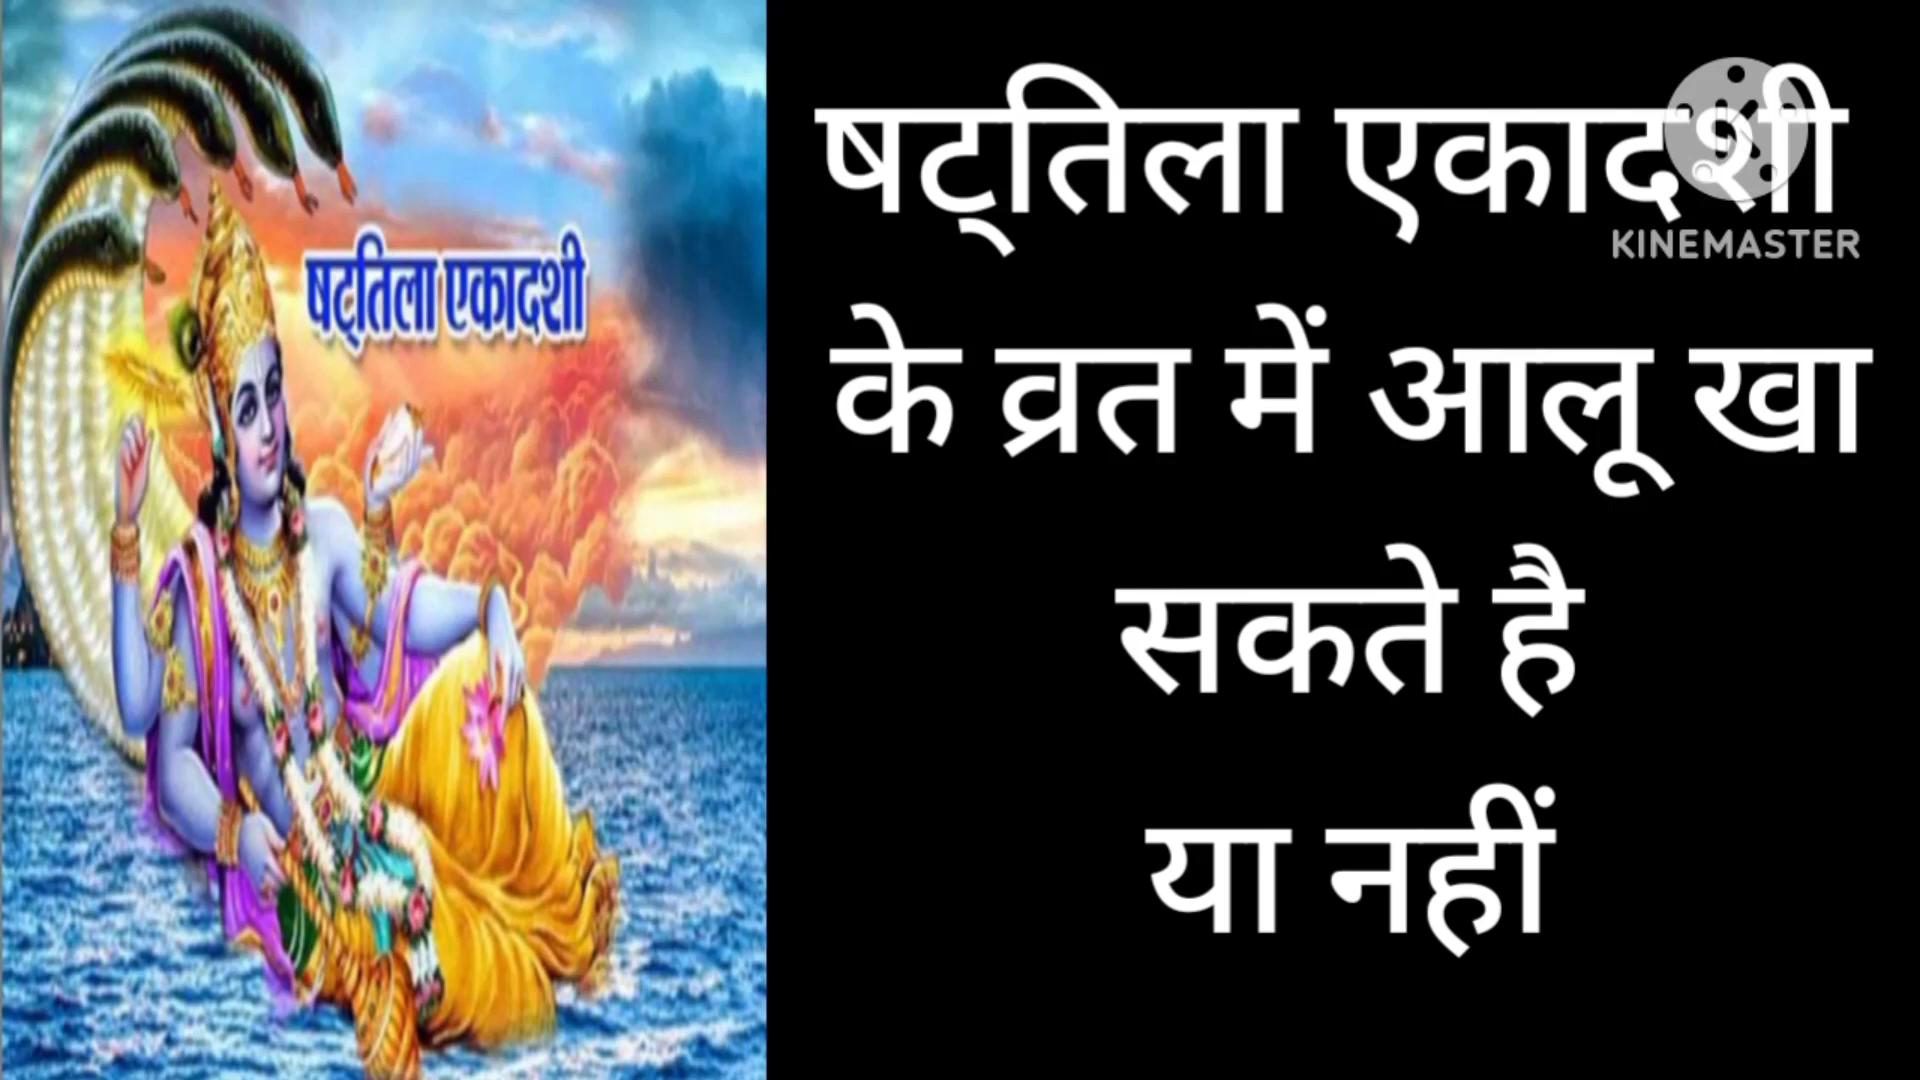 षट्तिला एकादशी
षट्तिला एकादशी
KINEMASTER
के व्रत में आलू खा
सकते है
या नहीं